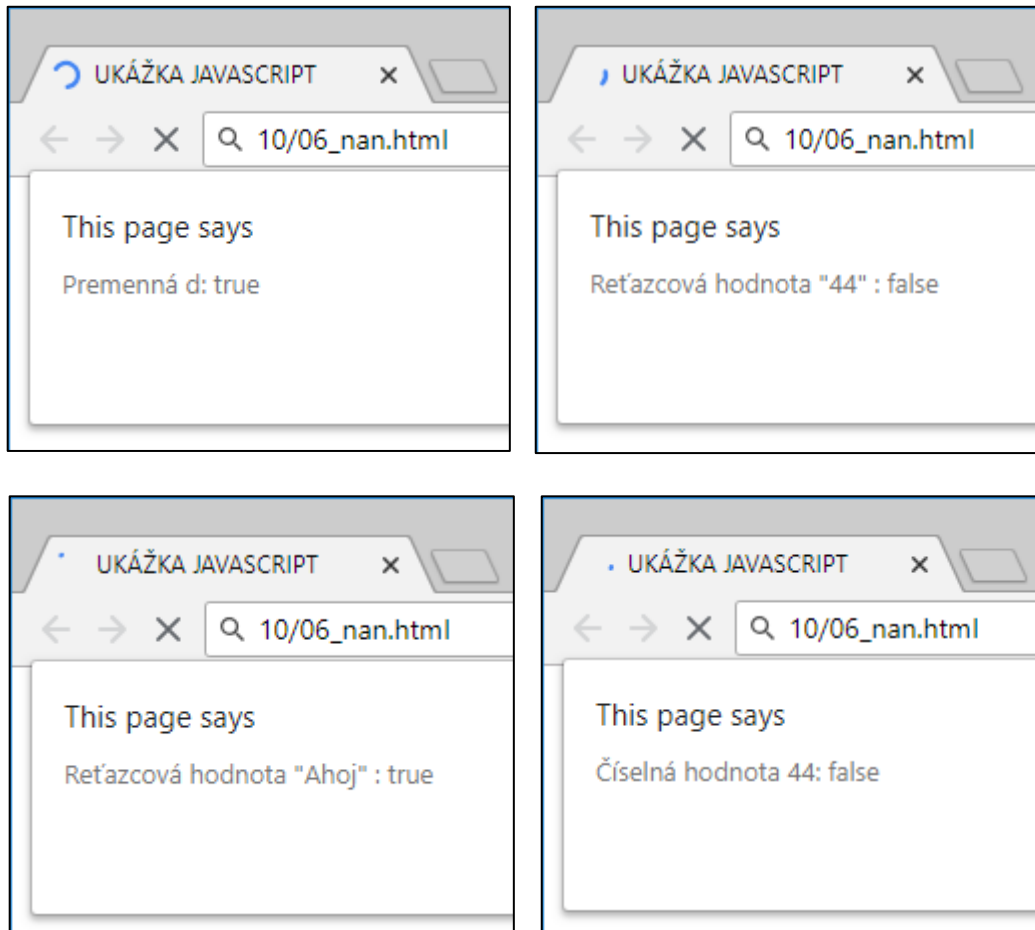 UKÁŽKA JAVASCRIPT
10/06_nan.html
This page says
Premenná d: true
UKÁŽKA JAVASCRIPT
10/06_nan.html
This page says
Reťazcová hodnota "44" : false
UKÁŽKA JAVASCRIPT
10/06_nan.html
This page says
Reťazcová hodnota "Ahoj" : true
UKÁŽKA JAVASCRIPT
10/06_nan.html
This page says
Číselná hodnota 44: false